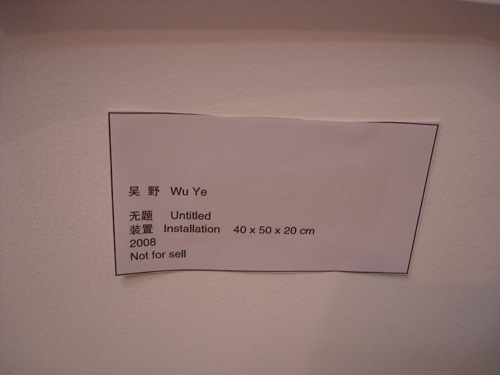 吴 野 Wu Ye
无题 Untitled
装置 Installation 40 x 50 x 20 cm
2008
Not for sell